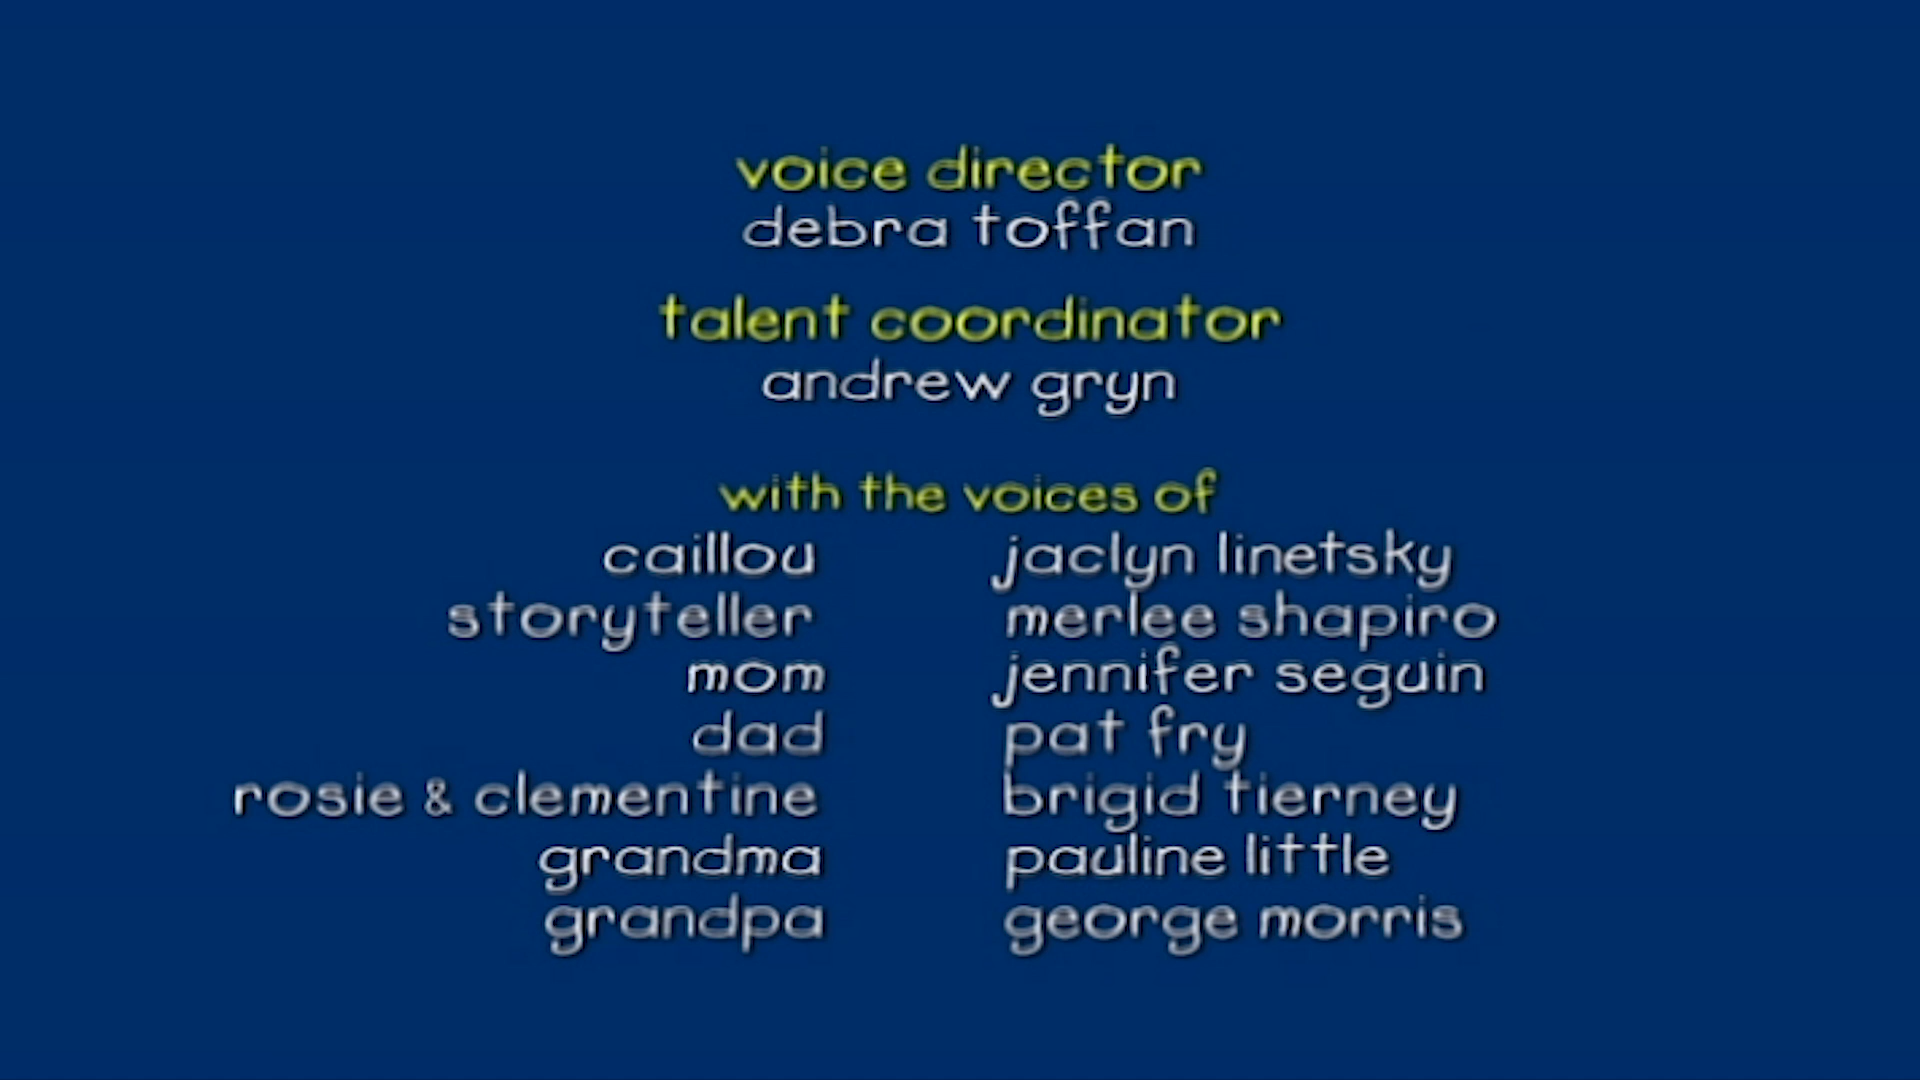 voice director
debra toffan
talent coordinator
andrew gryn
with the voices of
caillou jaclyn linetsky
storyteller merlee shapiro
mom jennifer seguin
dad pat fry
rosie & clementine brigid tierney
grandma pauline little
grandpa george morris